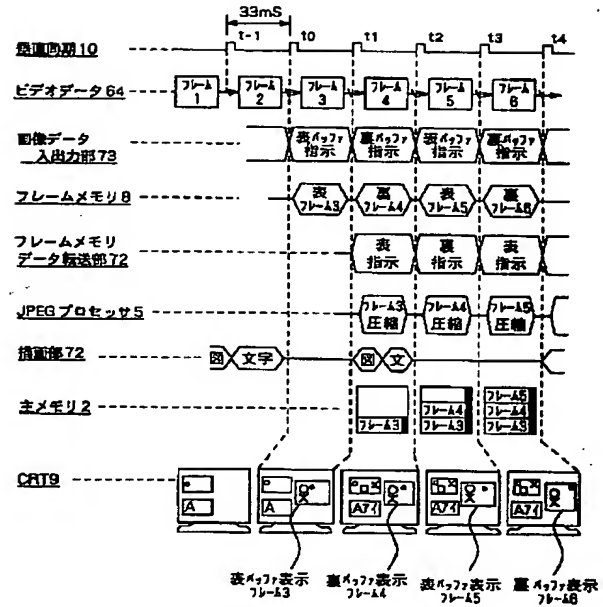 33mS
t-1 t0 t1 t2 t3 t4
垂直同期10
ビデオデータ64
フレーム1 フレーム2 フレーム3 フレーム4 フレーム5 フレーム6
画像データ
入出力部73
表バッファ指示 裏バッファ指示 表バッファ指示 裏バッファ指示
フレームメモリ8
表フレーム3 裏フレーム4 表フレーム5 裏フレーム6
フレームメモリ
データ転送部72
表指示 裏指示 表指示
JPEGプロセッサ5
フレーム3圧縮 フレーム4圧縮 フレーム5圧縮
描画部72
図 文字 図 文
主メモリ2
フレーム3
フレーム4
フレーム3
フレーム5
フレーム4
フレーム3
CRT9
A A Aアイ Aアイ Aアイ
表バッファ表示 裏バッファ表示 表バッファ表示 裏バッファ表示
フレーム3 フレーム4 フレーム5 フレーム6